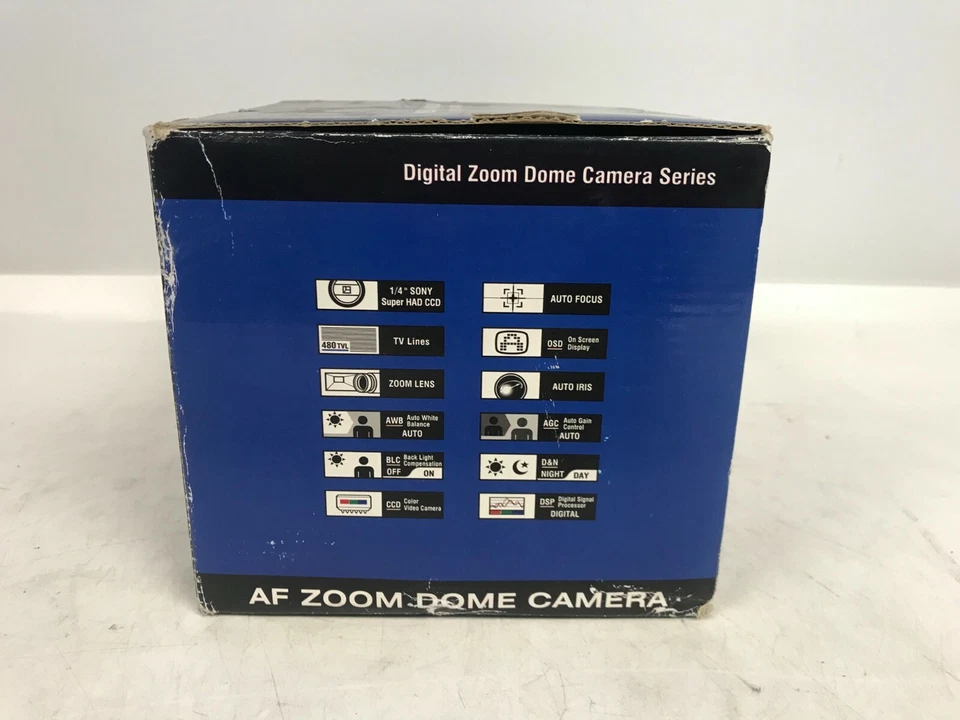 Digital Zoom Dome Camera Series
1/4" SONY
Super HAD CCD
AUTO FOCUS
480 TVL
TV Lines
OSD
On Screen
Display
ZOOM LENS
AUTO IRIS
AWB
Auto White
Balance
AUTO
AGC
Auto Gain
Control
AUTO
BLC
Back Light
Compensation
OFF
ON
D&N
NIGHT
DAY
CCD
Color
Video Camera
DSP
Digital Signal
Processor
DIGITAL
AF ZOOM DOME CAMERA